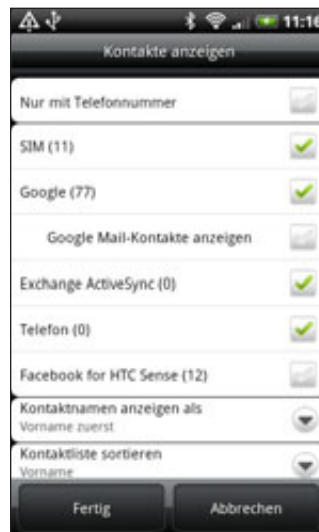 11:16
Kontakte anzeigen
Nur mit Telefonnummer
SIM (11)
Google (77)
Google Mail-Kontakte anzeigen
Exchange ActiveSync (0)
Telefon (0)
Facebook for HTC Sense (12)
Kontaktnamen anzeigen als
Vorname zuerst
Kontaktliste sortieren
Vorname
Fertig Abbrechen